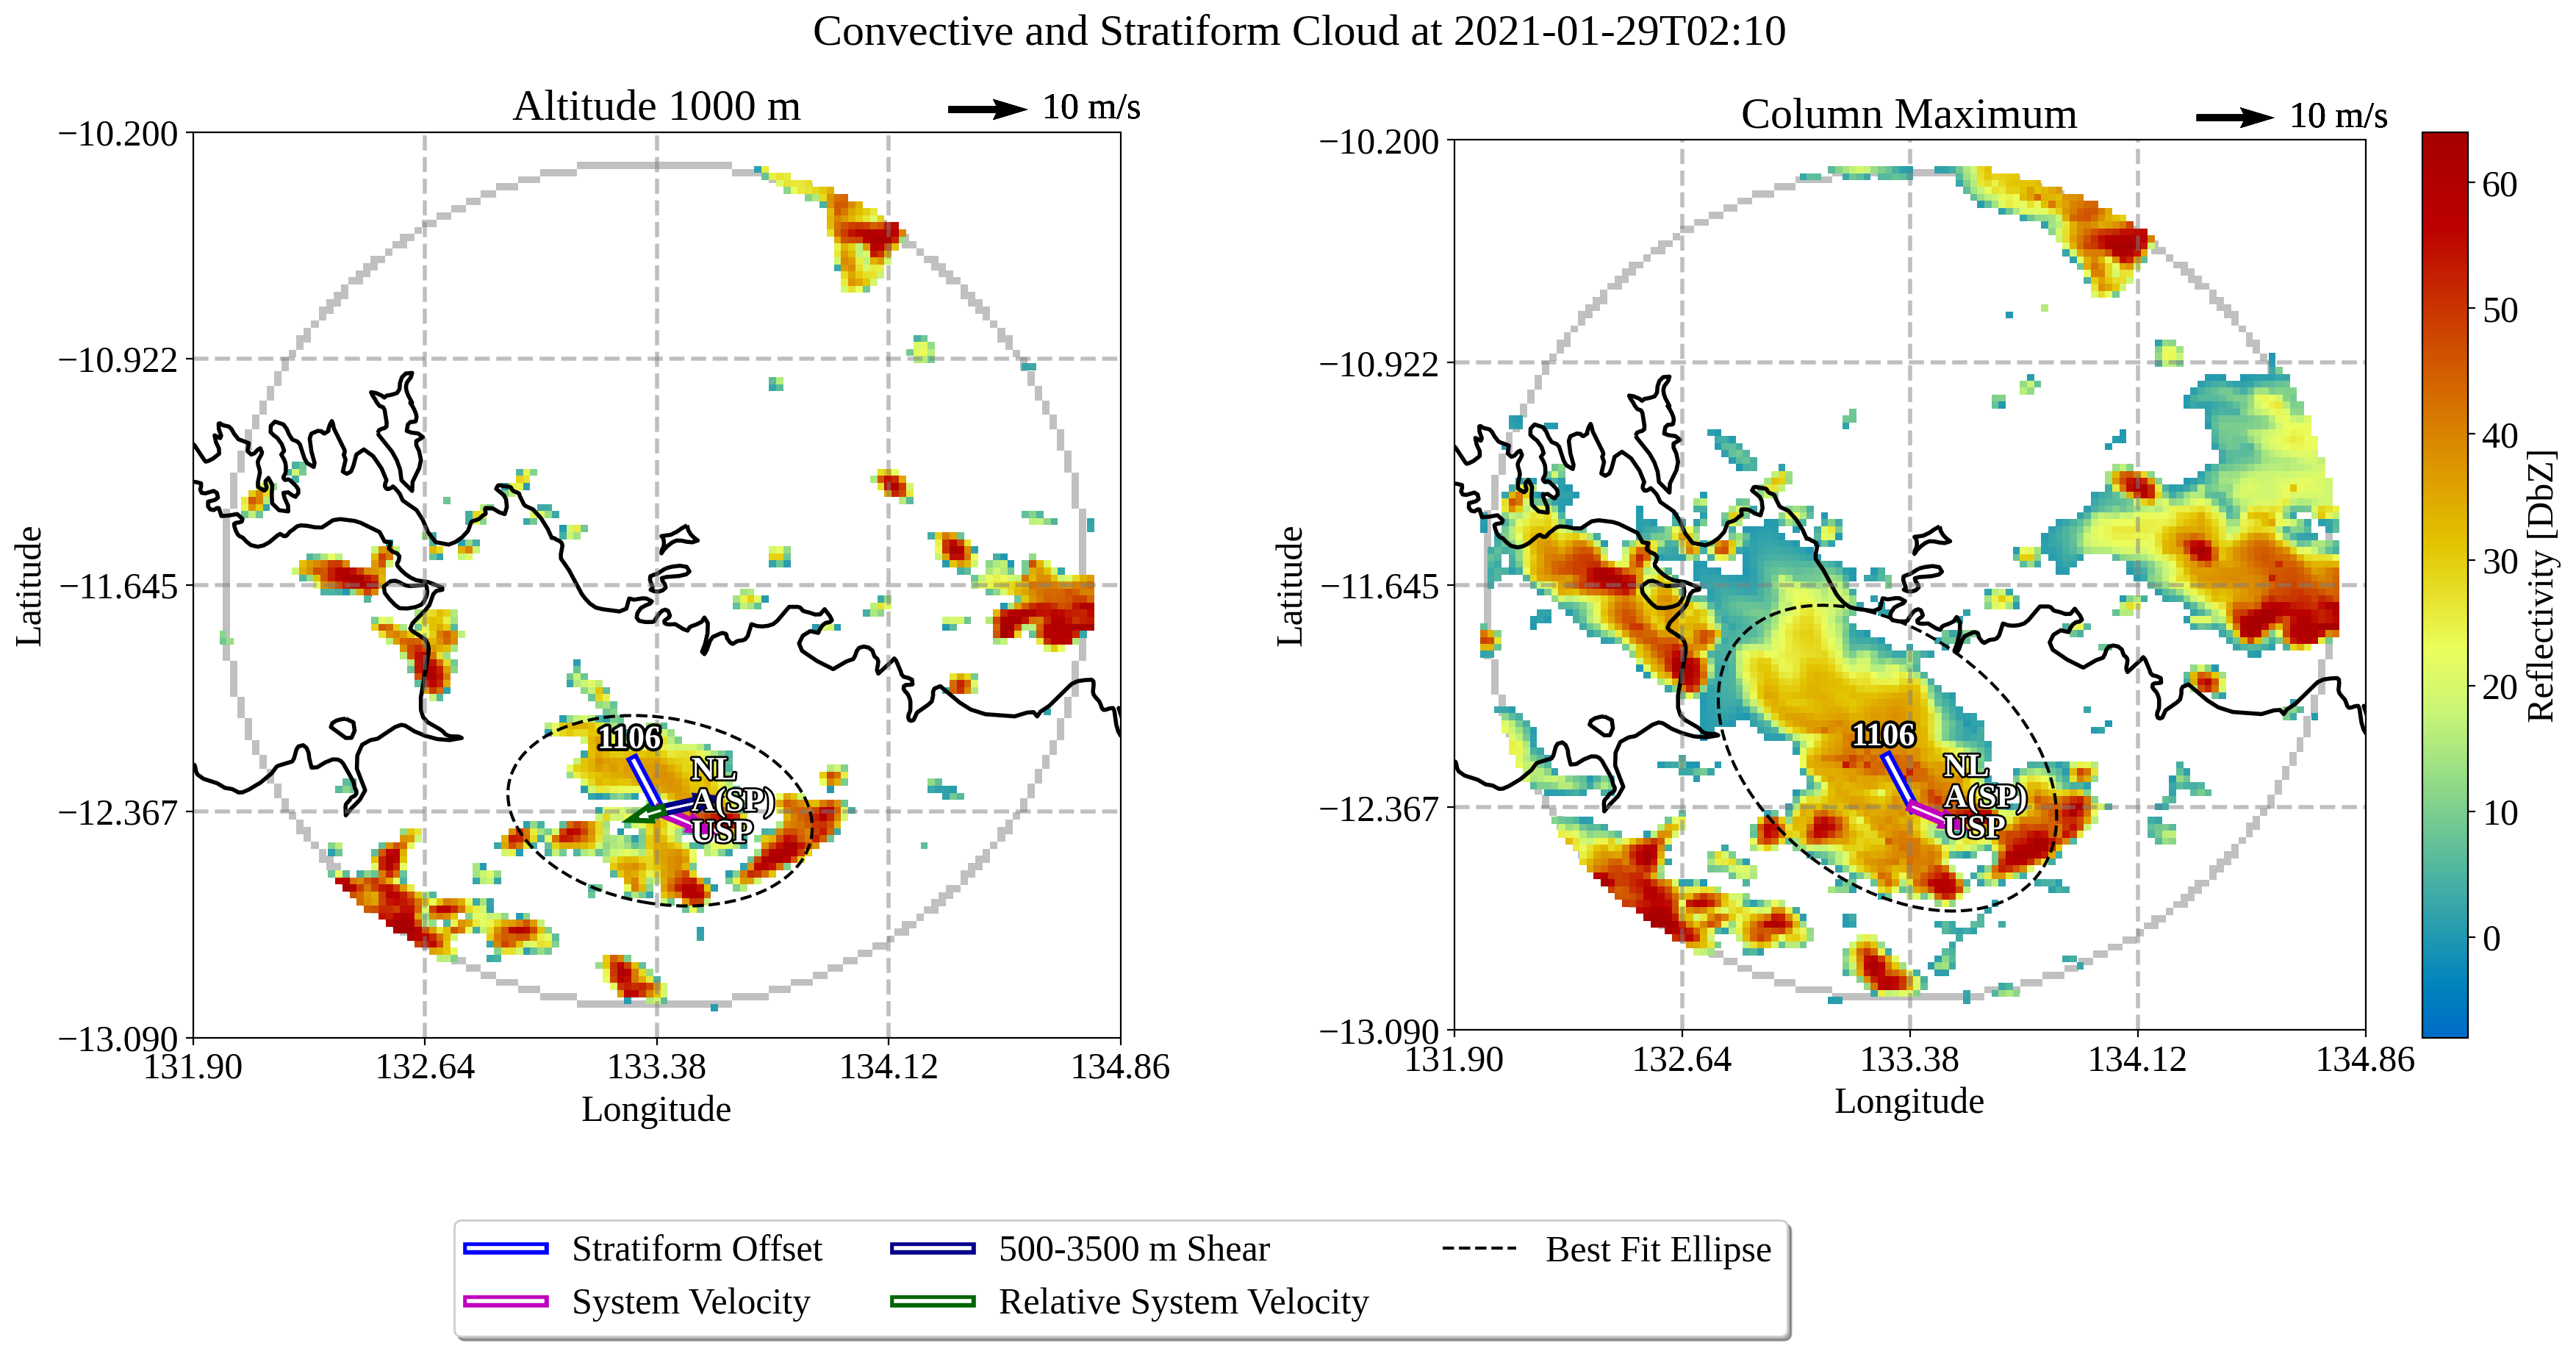 Convective and Stratiform Cloud at 2021-01-29T02:10
Altitude 1000 m
10 m/s
Column Maximum
10 m/s
−10.200
−10.922
−11.645
−12.367
−13.090
Latitude
131.90
132.64
133.38
134.12
134.86
Longitude
1106
NL
A(SP)
USP
−10.200
−10.922
−11.645
−12.367
−13.090
Latitude
131.90
132.64
133.38
134.12
134.86
Longitude
1106
NL
A(SP)
USP
60
50
40
30
20
10
0
Reflectivity [DbZ]
Stratiform Offset
500-3500 m Shear
Best Fit Ellipse
System Velocity
Relative System Velocity